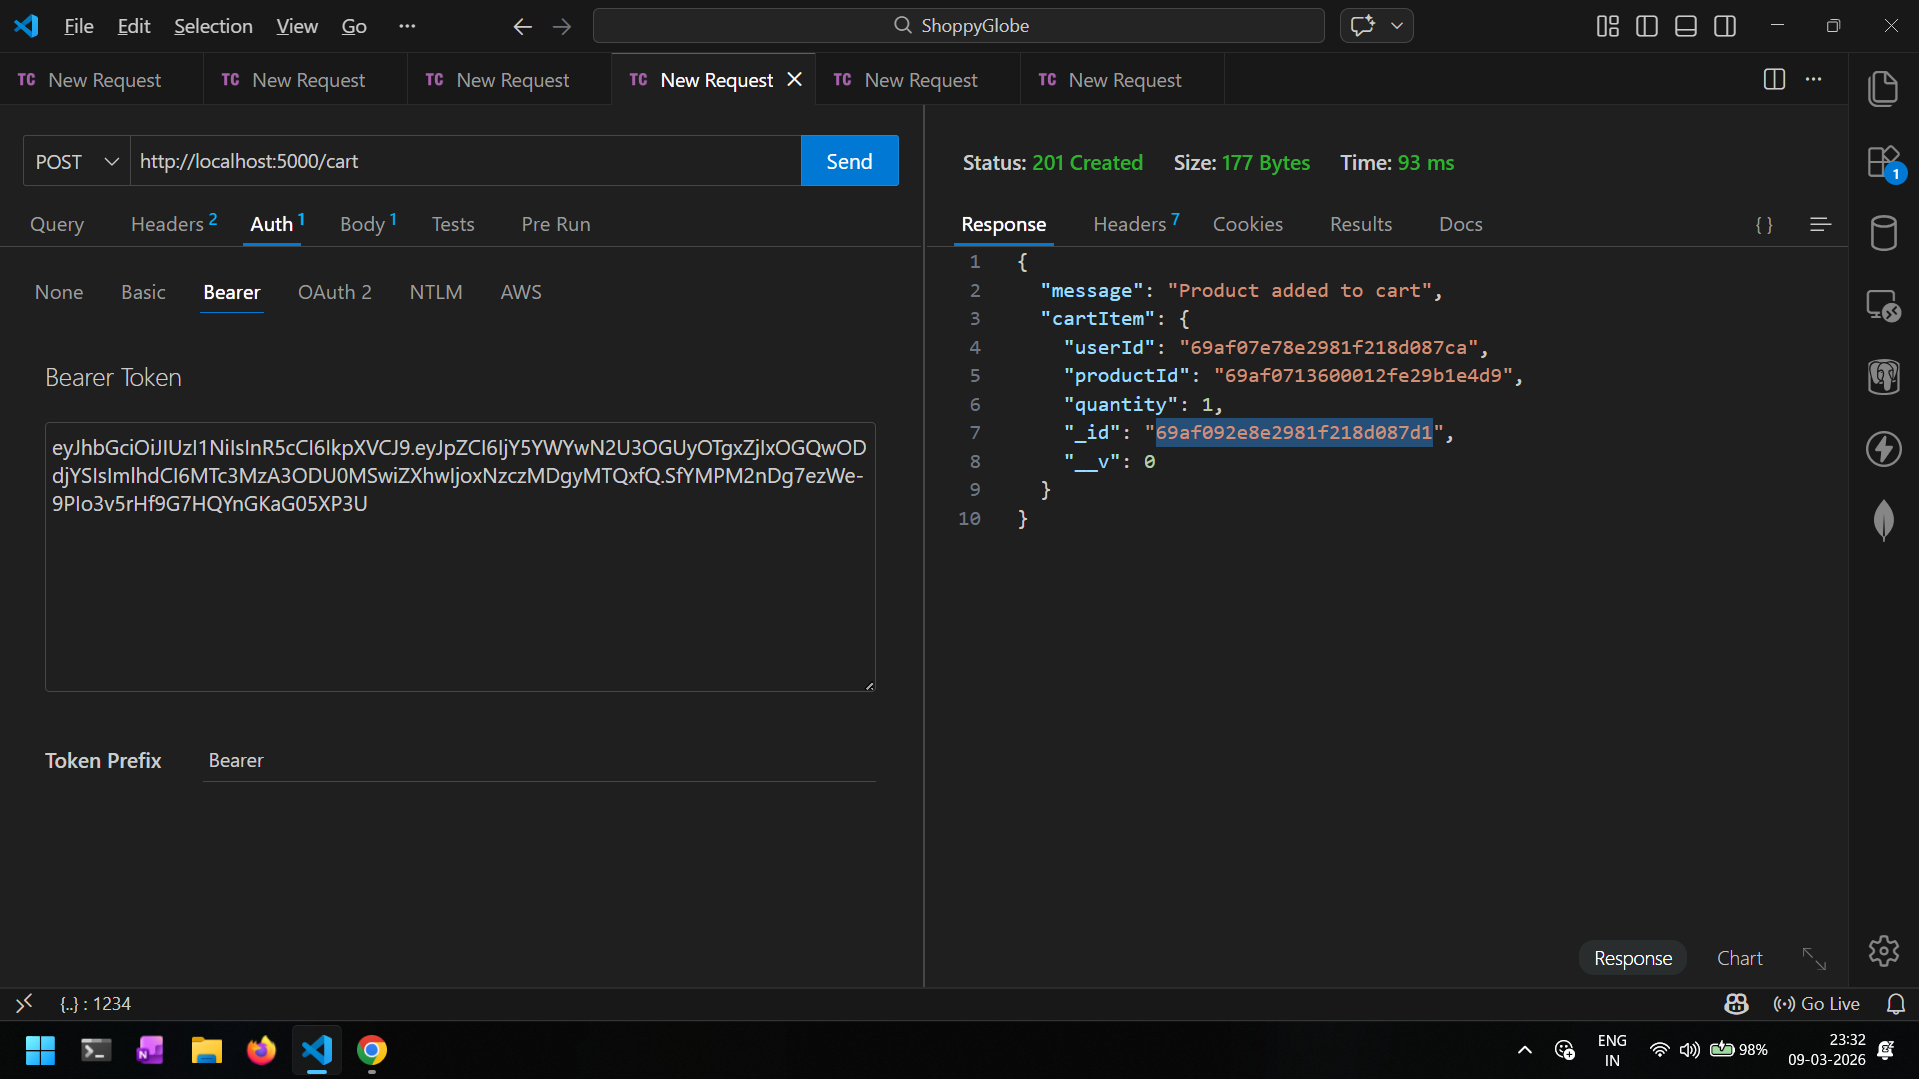 File Edit Selection View Go ··· ShoppyGlobe
TC New Request TC New Request TC New Request TC New Request TC New Request TC New Request
POST http://localhost:5000/cart Send
Status: 201 Created Size: 177 Bytes Time: 93 ms
Query Headers 2 Auth 1 Body 1 Tests Pre Run
Response Headers 7 Cookies Results Docs { }
None Basic Bearer OAuth 2 NTLM AWS
Bearer Token
eyJhbGciOiJIUzI1NiIsInR5cCI6IkpXVCJ9.eyJpZCI6IjY5YWYwN2U3OGUyOTgxZjIxOGQwOD
djYSIsImlhdCI6MTc3MzA3ODU0MSwiZXhwIjoxNzczMDgyMTQxfQ.SfYMPM2nDg7ezWe-
9PIo3v5rHf9G7HQYnGKaG05XP3U
Token Prefix Bearer
1 {
2 "message": "Product added to cart",
3 "cartItem": {
4 "userId": "69af07e78e2981f218d087ca",
5 "productId": "69af0713600012fe29b1e4d9",
6 "quantity": 1,
7 "_id": "69af092e8e2981f218d087d1",
8 "__v": 0
9 }
10 }
1
Response Chart
{..} : 1234 Go Live
ENG
IN
98%
23:32
09-03-2026